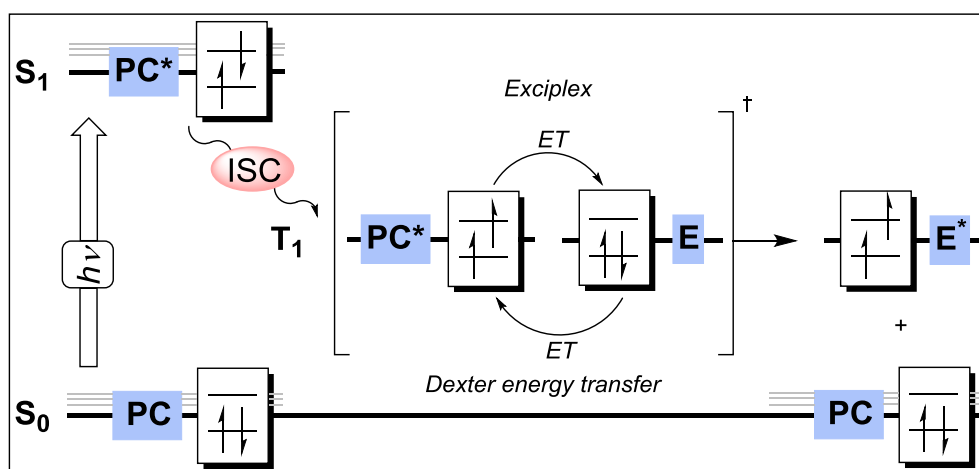 S1 PC*
Exciplex
†
ET
ISC
hν
T1 PC* E E*
+
ET
Dexter energy transfer
S0 PC PC